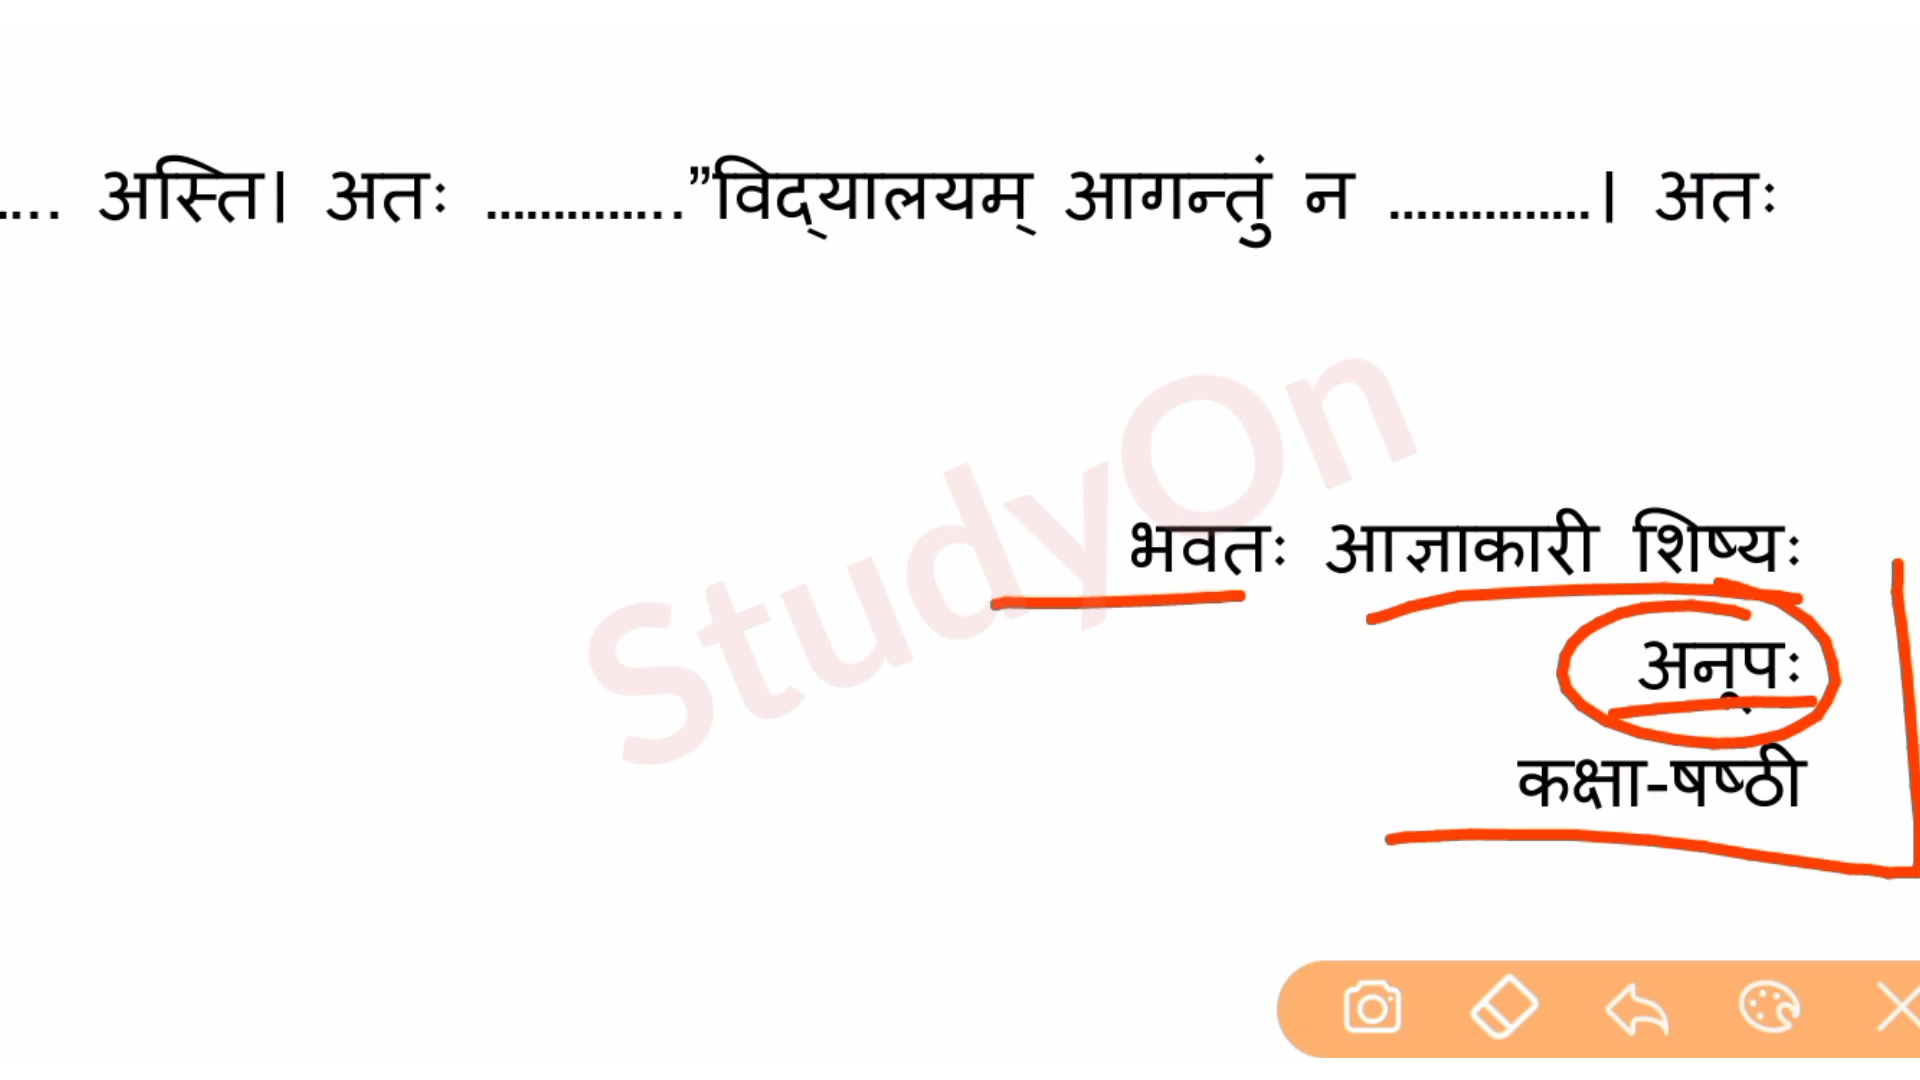 .... अस्ति। अतः ...............”विद्यालयम् आगन्तुं न ...............। अतः
StudyOn
भवतः आज्ञाकारी शिष्यः
अनूपः
कक्षा-षष्ठी